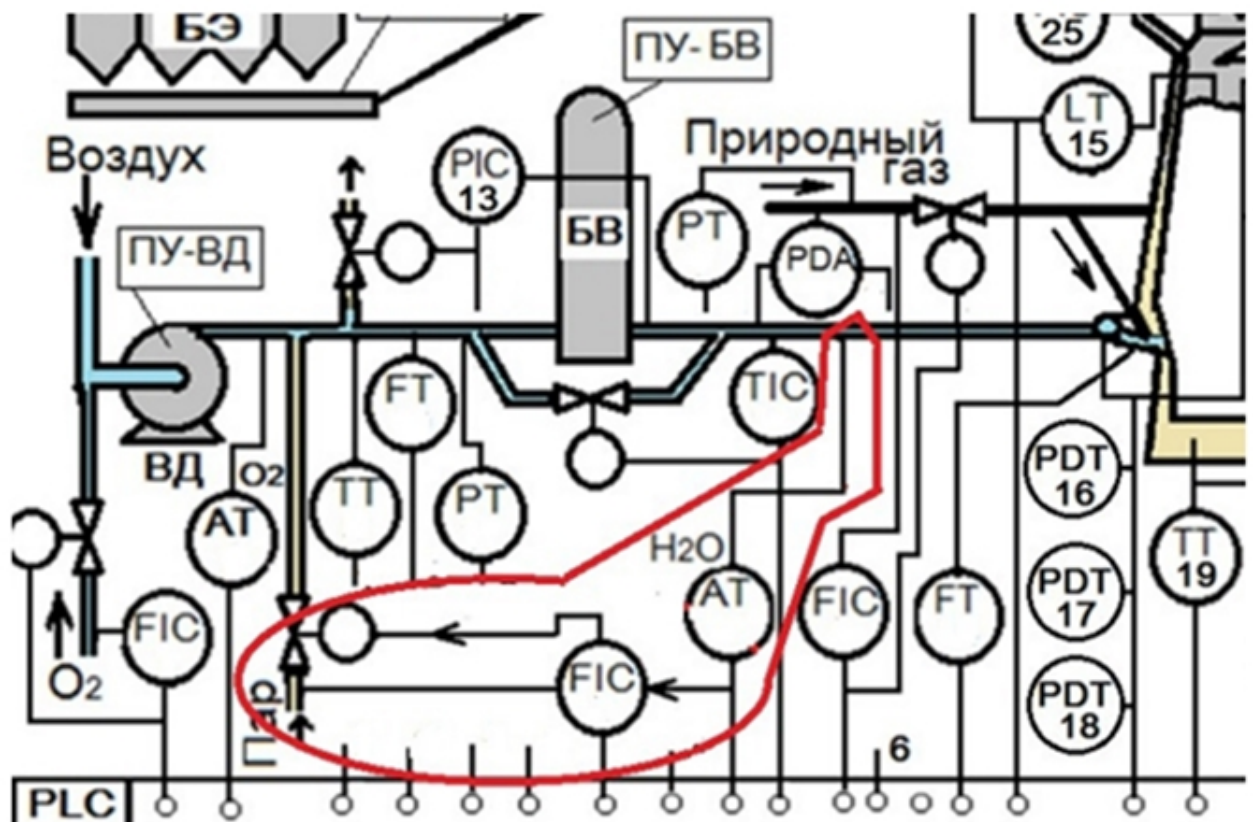 БЭ
ПУ- БВ
25
LT
15
Воздух
PIC
13
Природный
газ
БВ
PT
PDA
ПУ-ВД
FT
TIC
ВД
O2
PDT
16
TT
PT
AT
H2O
TT
19
AT
FIC
FT
PDT
17
FIC
O2
FIC
Пар
PDT
18
6
PLC